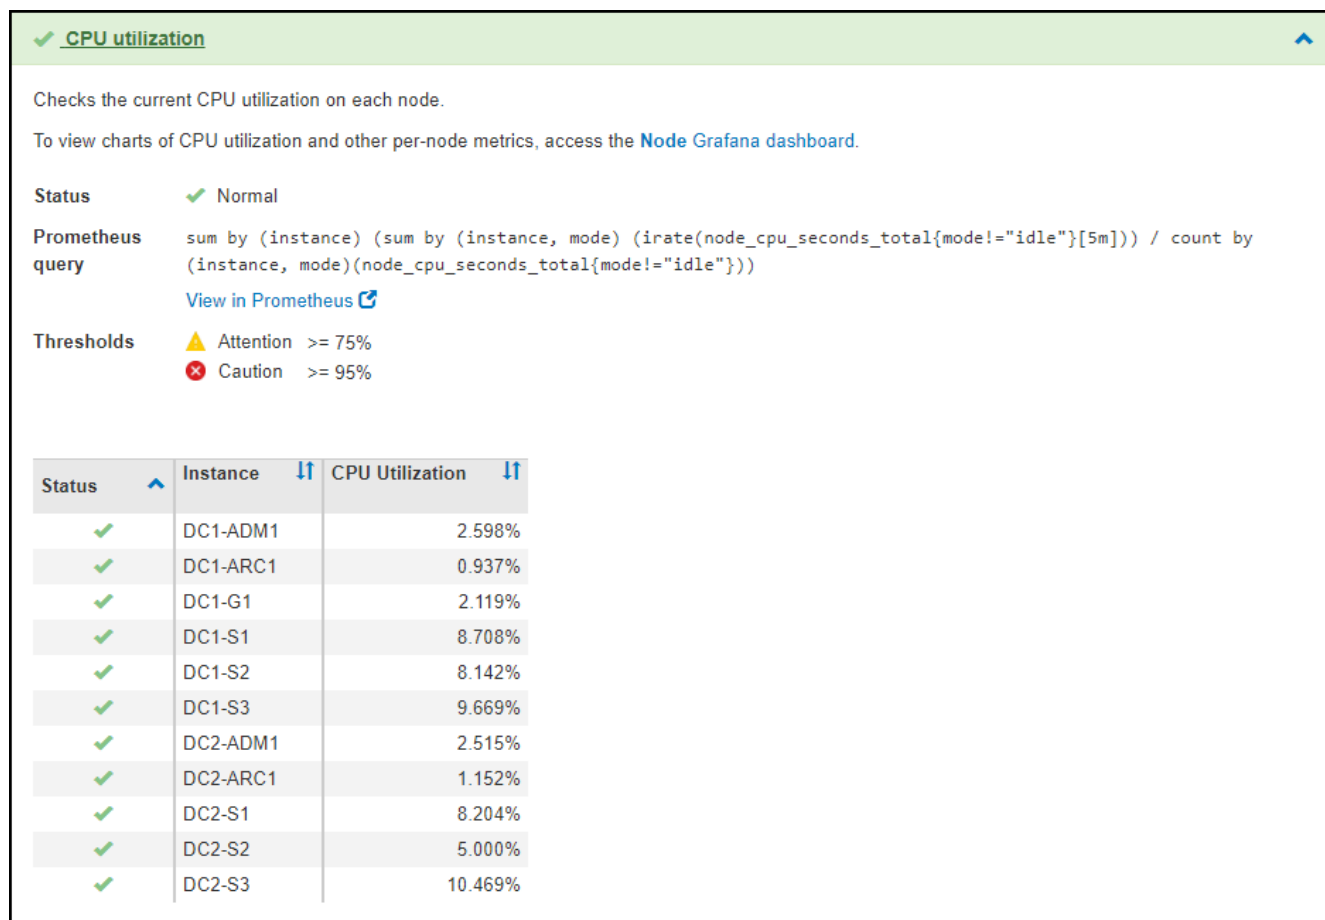 CPU utilization
Checks the current CPU utilization on each node.
To view charts of CPU utilization and other per-node metrics, access the Node Grafana dashboard.
Status Normal
Prometheus query sum by (instance) (sum by (instance, mode) (irate(node_cpu_seconds_total{mode!="idle"}[5m])) / count by
(instance, mode)(node_cpu_seconds_total{mode!="idle"}))
View in Prometheus
Thresholds Attention >= 75%
Caution >= 95%
Status Instance CPU Utilization
DC1-ADM1 2.598%
DC1-ARC1 0.937%
DC1-G1 2.119%
DC1-S1 8.708%
DC1-S2 8.142%
DC1-S3 9.669%
DC2-ADM1 2.515%
DC2-ARC1 1.152%
DC2-S1 8.204%
DC2-S2 5.000%
DC2-S3 10.469%